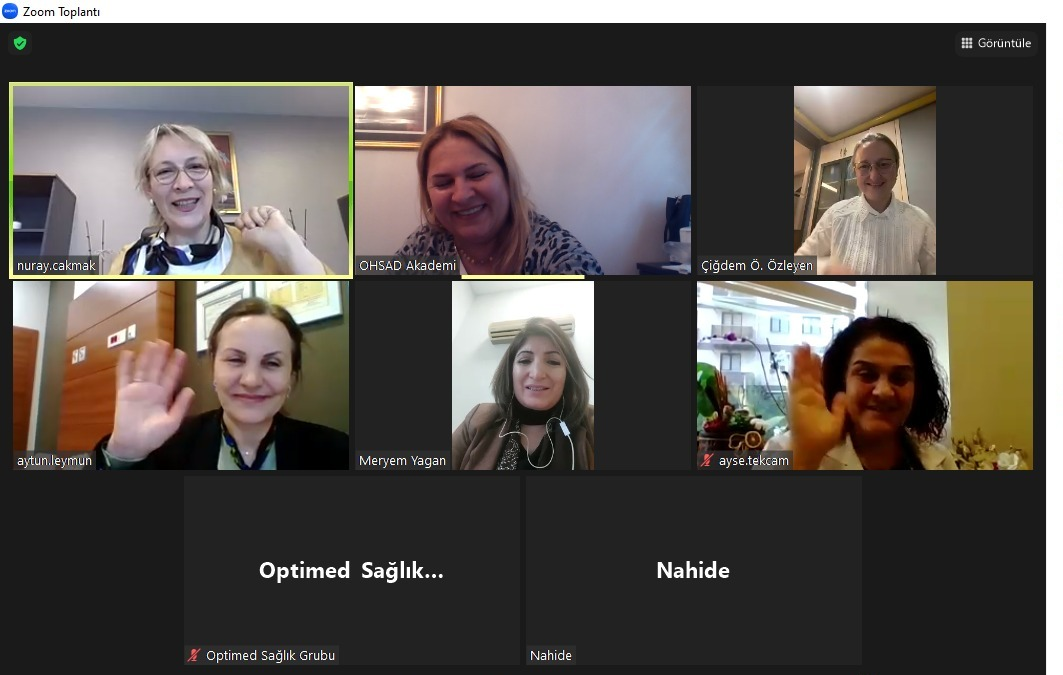 Zoom Toplantı
Görüntüle
nuray.cakmak
OHSAD Akademi
Çiğdem Ö. Özleyen
aytun.leymun
Meryem Yagan
ayse.tekcam
Optimed Sağlık...
Nahide
Optimed Sağlık Grubu
Nahide